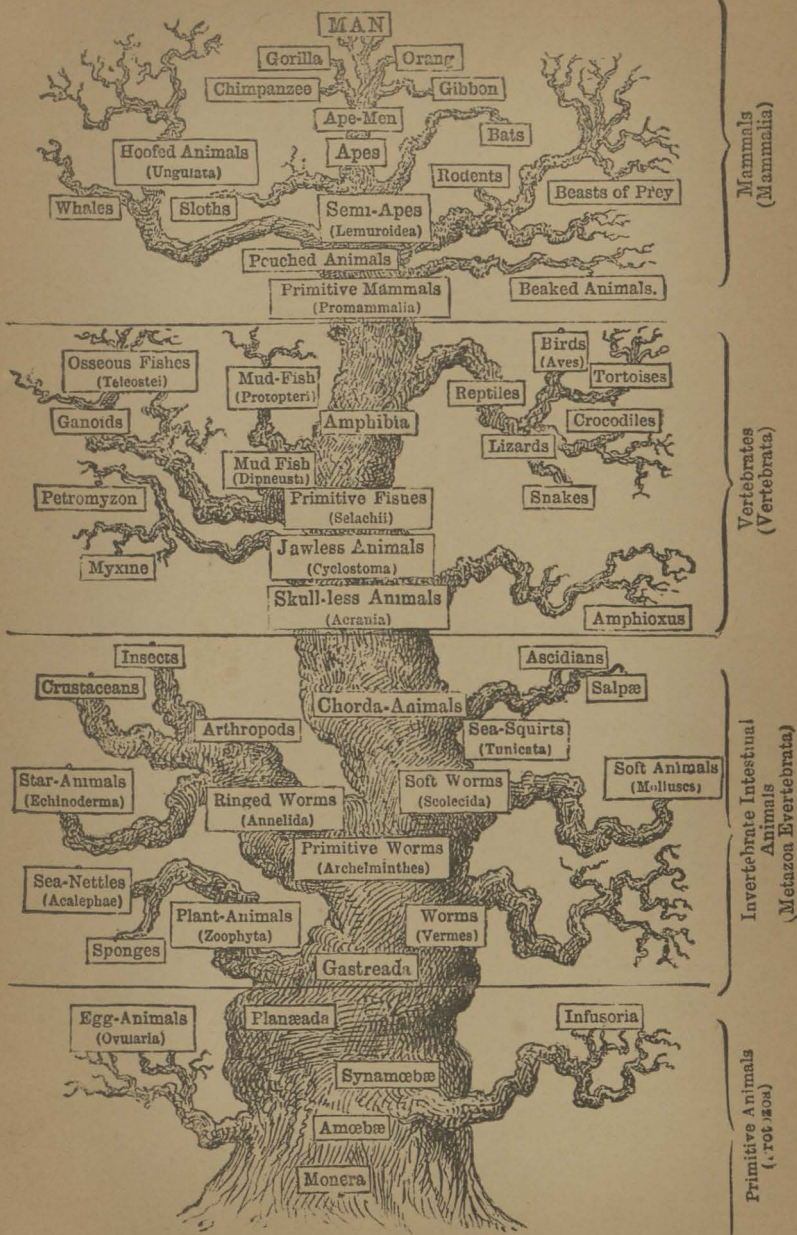 MAN
Gorilla
Orang
Chimpanzee
Gibbon
Ape-Men
Bats
Hoofed Animals
(Ungulata)
Apes
Rodents
Beasts of Prey
Whales
Sloths
Semi-Apes
(Lemuroidea)
Pouched Animals
Primitive Mammals
(Promammalia)
Beaked Animals.
Mammals
(Mammalia)
Osseous Fishes
(Teleostei)
Mud-Fish
(Protopteri)
Birds
(Aves)
Tortoises
Reptiles
Ganoids
Amphibia
Crocodiles
Lizards
Mud Fish
(Dipneusti)
Petromyzon
Primitive Fishes
(Selachii)
Snakes
Jawless Animals
(Cyclostoma)
Myxine
Skull-less Animals
(Acrania)
Amphioxus
Vertebrates
(Vertebrata)
Insects
Ascidians
Crustaceans
Salpæ
Chorda-Animals
Arthropods
Sea-Squirts
(Tunicata)
Star-Animals
(Echinoderma)
Soft Worms
(Scolecida)
Soft Animals
(Molluscs)
Ringed Worms
(Annelida)
Primitive Worms
(Archelminthes)
Sea-Nettles
(Acalephae)
Plant-Animals
(Zoophyta)
Worms
(Vermes)
Sponges
Gastreada
Invertebrate Intestinal
Animals
(Metazoa Evertebrata)
Egg-Animals
(Ovularia)
Planæada
Infusoria
Synamœbæ
Amœbæ
Monera
Primitive Animals
(Protozoa)